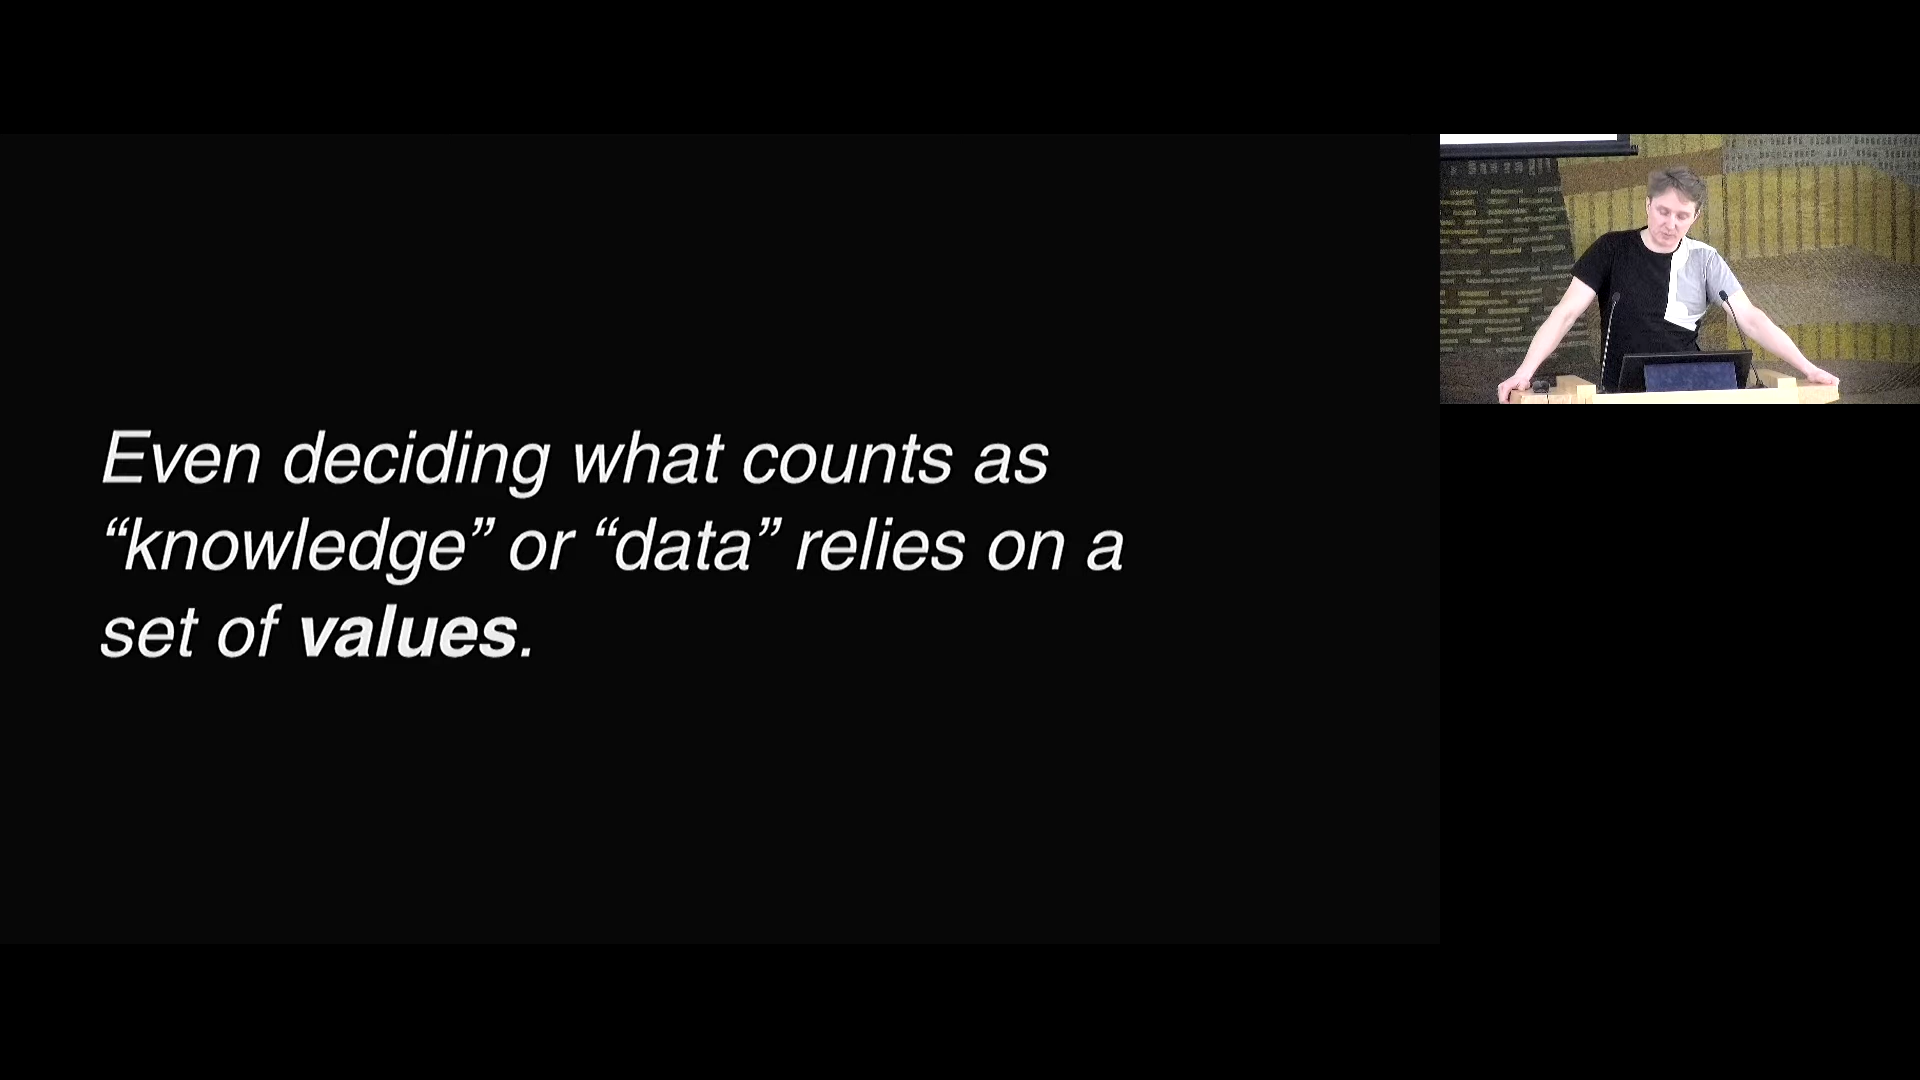 Even deciding what counts as
“knowledge” or “data” relies on a
set of values.